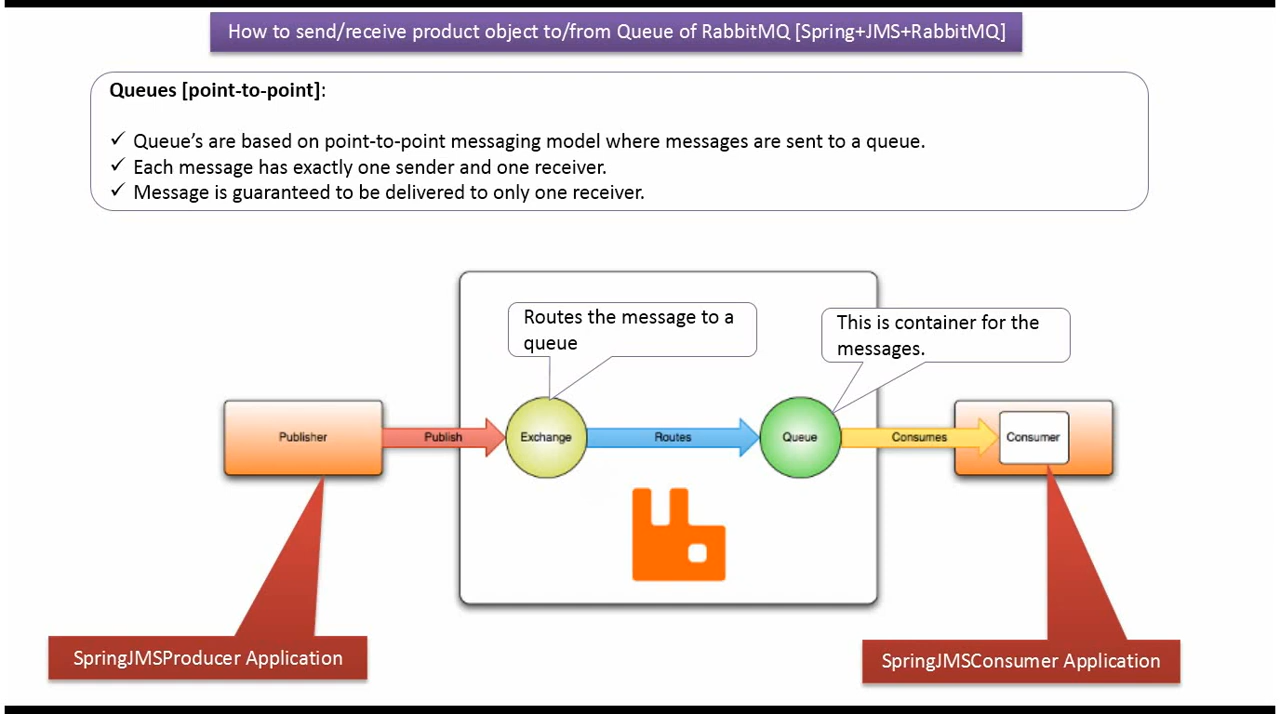 How to send/receive product object to/from Queue of RabbitMQ [Spring+JMS+RabbitMQ]
Queues [point-to-point]:
✓ Queue's are based on point-to-point messaging model where messages are sent to a queue.
✓ Each message has exactly one sender and one receiver.
✓ Message is guaranteed to be delivered to only one receiver.
Routes the message to a
queue
This is container for the
messages.
Publisher
Publish
Exchange
Routes
Queue
Consumes
Consumer
SpringJMSProducer Application
SpringJMSConsumer Application